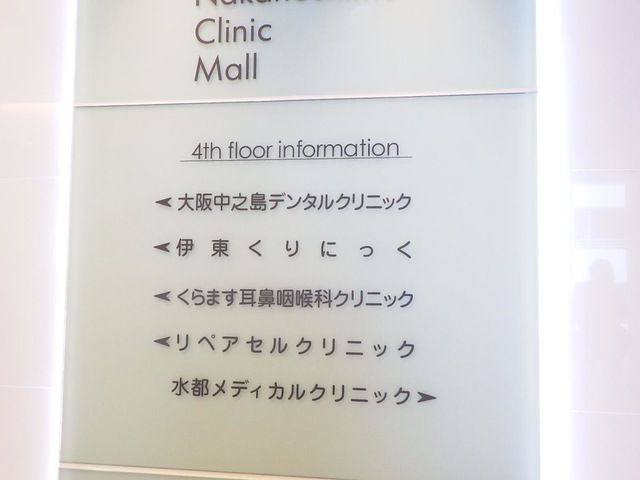 Clinic
Mall
4th floor information
大阪中之島デンタルクリニック
伊東くりにっく
くらます耳鼻咽喉科クリニック
リペアセルクリニック
水都メディカルクリニック